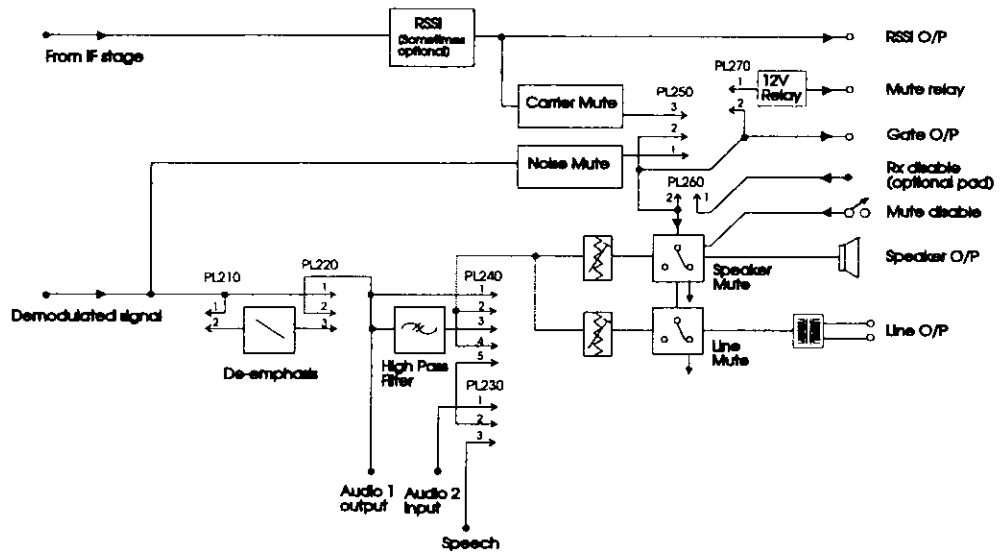 RSSI
(Sometimes
optional)
RSSI O/P
From IF stage
PL270
1
12V
Relay
Mute relay
2
PL250
Carrier Mute
3
2
Gate O/P
Noise Mute
1
Rx disable
(optional pad)
PL260
2
1
Mute disable
Speaker O/P
Speaker
Mute
PL210
PL220
PL240
1
1
Demodulated signal
1
2
2
2
3
3
4
De-emphasis
High Pass
Filter
5
Line O/P
Line
Mute
PL230
1
2
3
Audio 1
output
Audio 2
input
Speech